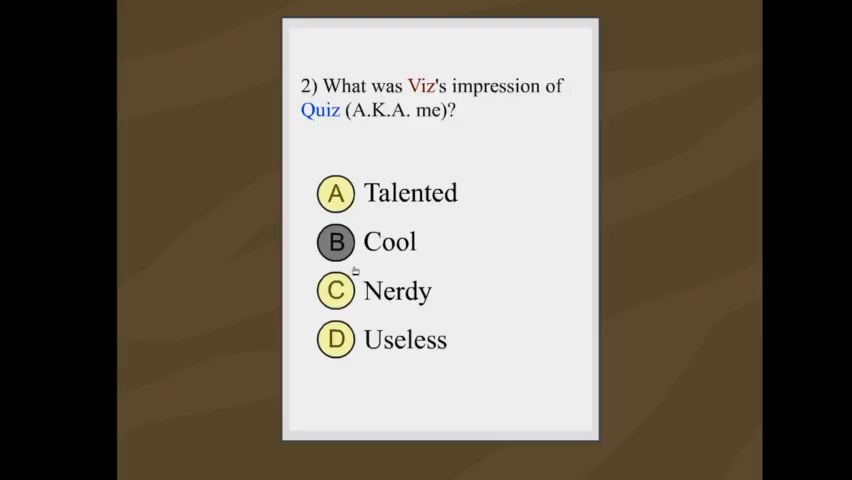 2) What was Viz's impression of
Quiz (A.K.A. me)?
A Talented
B Cool
C Nerdy
D Useless